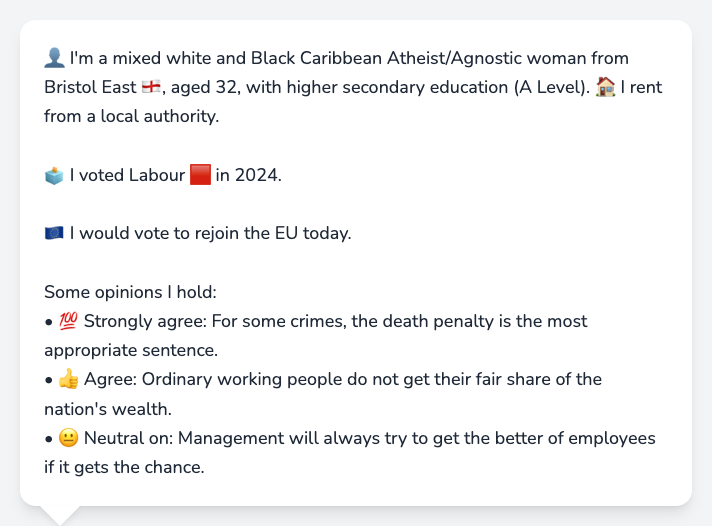 👤 I'm a mixed white and Black Caribbean Atheist/Agnostic woman from
Bristol East 🏴󠁧󠁢󠁥󠁮󠁧󠁿, aged 32, with higher secondary education (A Level). 🏠 I rent
from a local authority.
🗳️ I voted Labour 🟥 in 2024.
🇪🇺 I would vote to rejoin the EU today.
Some opinions I hold:
• 💯 Strongly agree: For some crimes, the death penalty is the most
appropriate sentence.
• 👍 Agree: Ordinary working people do not get their fair share of the
nation's wealth.
• 😐 Neutral on: Management will always try to get the better of employees
if it gets the chance.